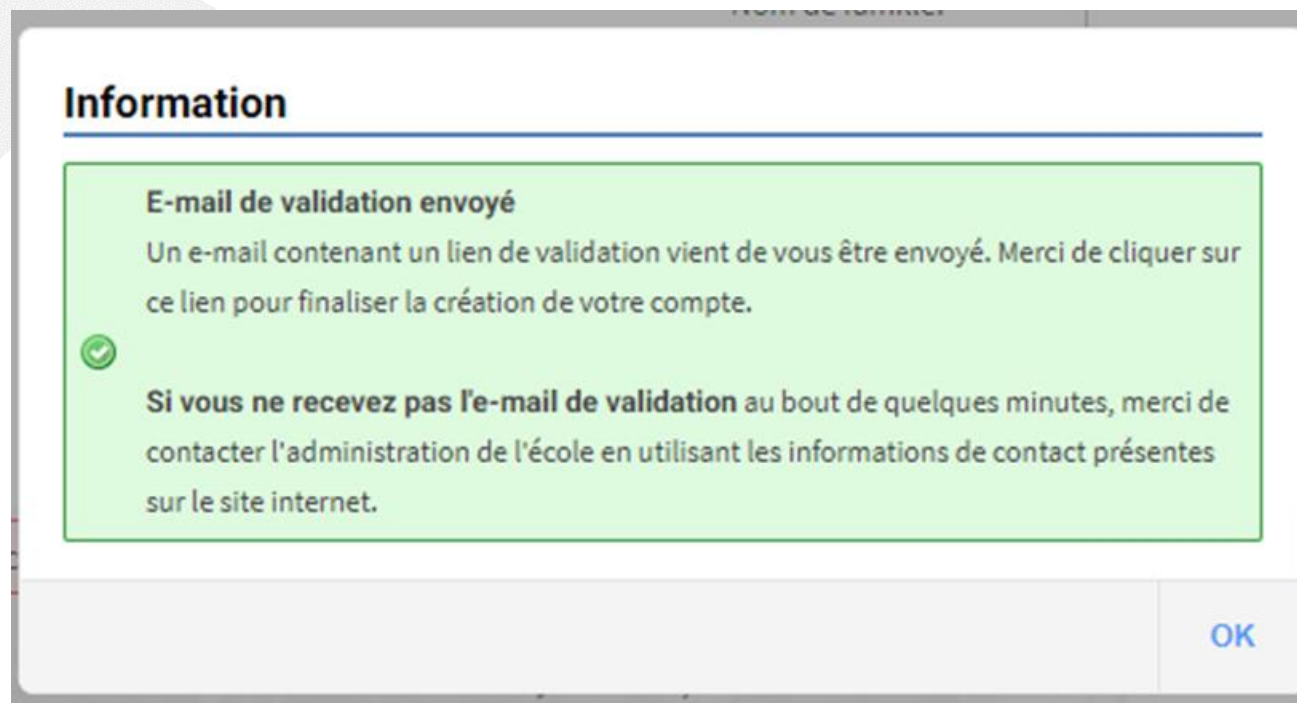 Information
E-mail de validation envoyé
Un e-mail contenant un lien de validation vient de vous être envoyé. Merci de cliquer sur
ce lien pour finaliser la création de votre compte.
Si vous ne recevez pas l'e-mail de validation au bout de quelques minutes, merci de
contacter l'administration de l'école en utilisant les informations de contact présentes
sur le site internet.
OK